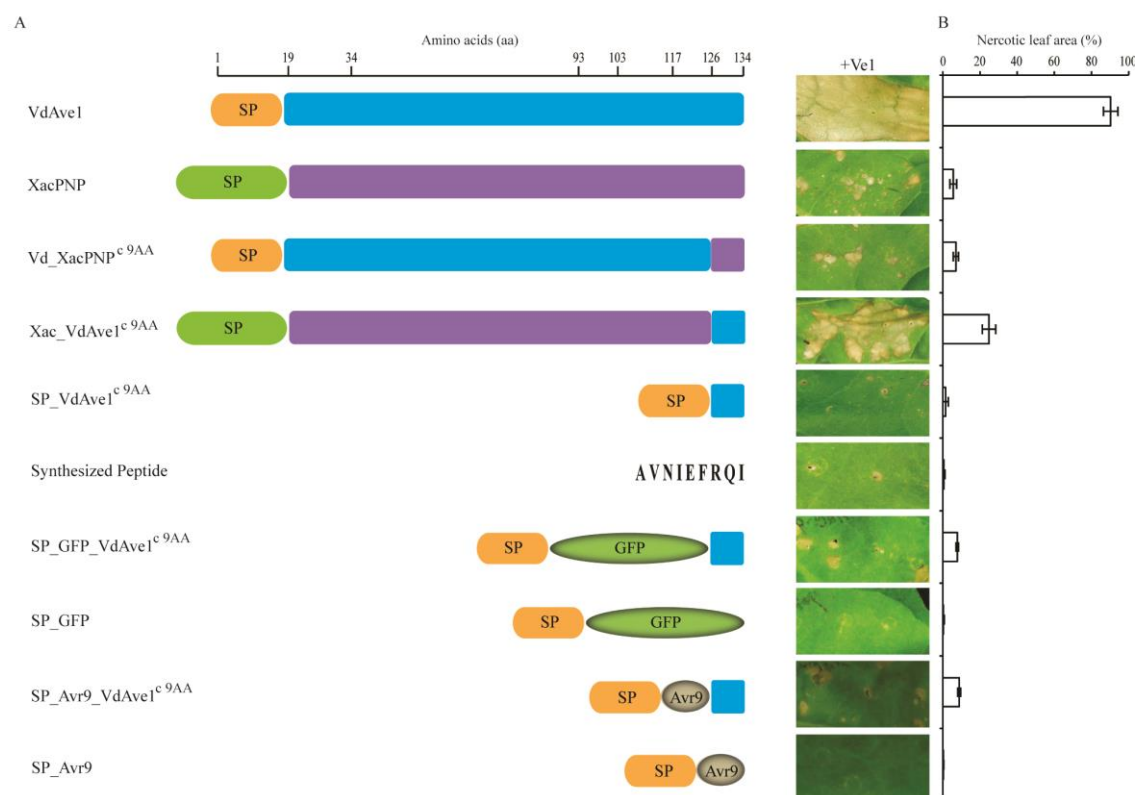 A
B
Amino acids (aa)
Nercotic leaf area (%)
1 19 34 93 103 117 126 134
+Ve1
0 20 40 60 80 100
VdAve1
SP
XacPNP
SP
Vd_XacPNP^c 9AA
SP
Xac_VdAve1^c 9AA
SP
SP_VdAve1^c 9AA
SP
Synthesized Peptide
AVNIEFRQI
SP_GFP_VdAve1^c 9AA
SP GFP
SP_GFP
SP GFP
SP_Avr9_VdAve1^c 9AA
SP Avr9
SP_Avr9
SP Avr9